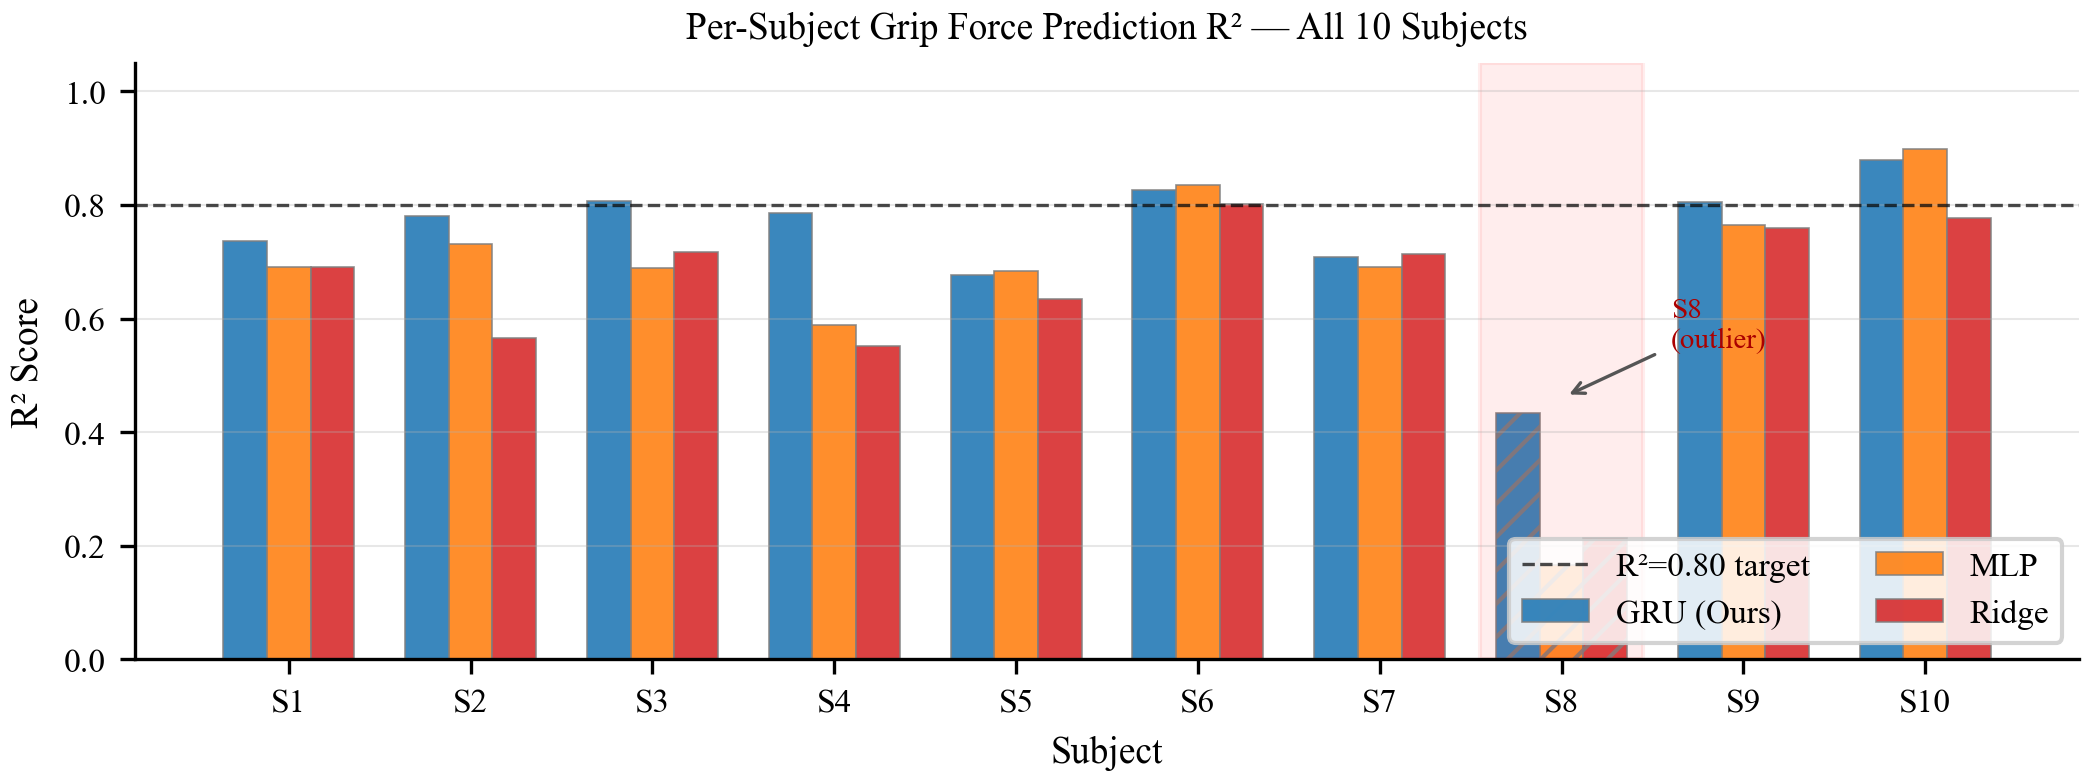 Per-Subject Grip Force Prediction R² — All 10 Subjects
R² Score
1.0
0.8
0.6
0.4
0.2
0.0
S8
(outlier)
R²=0.80 target
GRU (Ours)
MLP
Ridge
S1 S2 S3 S4 S5 S6 S7 S8 S9 S10
Subject